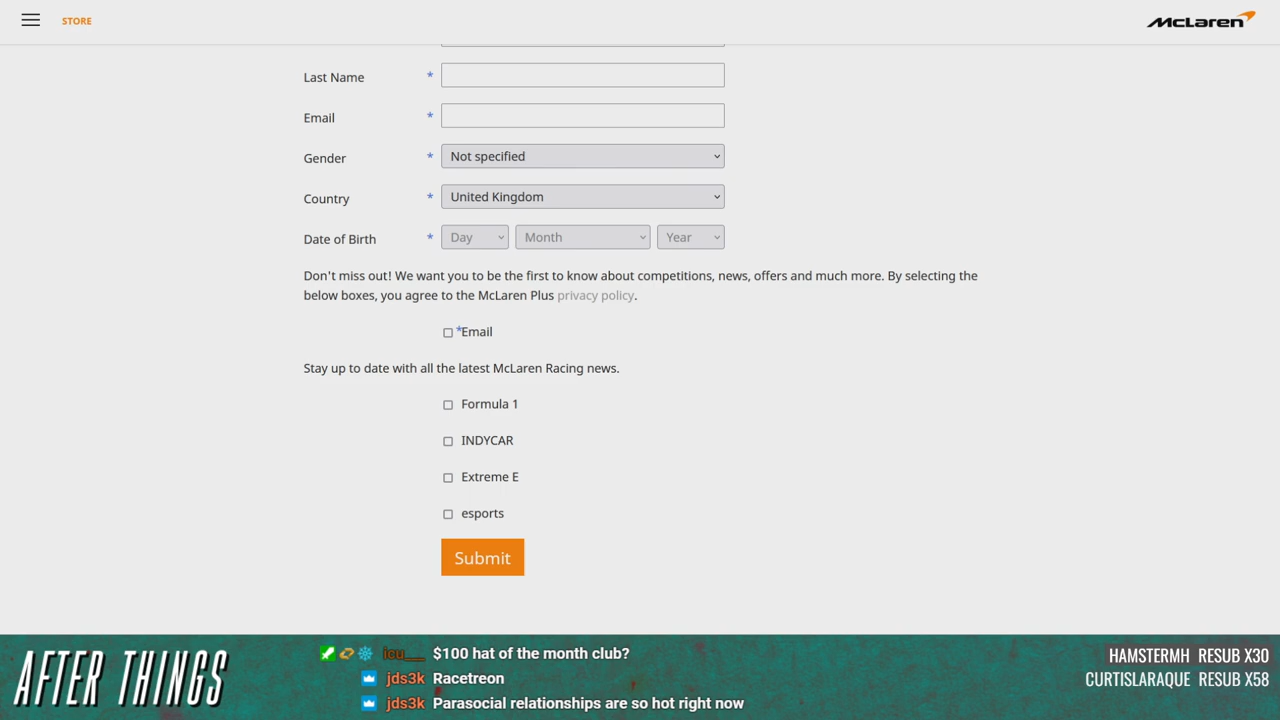 STORE
McLaren
Last Name *
Email *
Gender * Not specified
Country * United Kingdom
Date of Birth * Day Month Year
Don't miss out! We want you to be the first to know about competitions, news, offers and much more. By selecting the
below boxes, you agree to the McLaren Plus privacy policy.
*Email
Stay up to date with all the latest McLaren Racing news.
Formula 1
INDYCAR
Extreme E
esports
Submit
AFTER THINGS
icu__ $100 hat of the month club?
jds3k Racetreon
jds3k Parasocial relationships are so hot right now
HAMSTERMH RESUB X30
CURTISLARAQUE RESUB X58